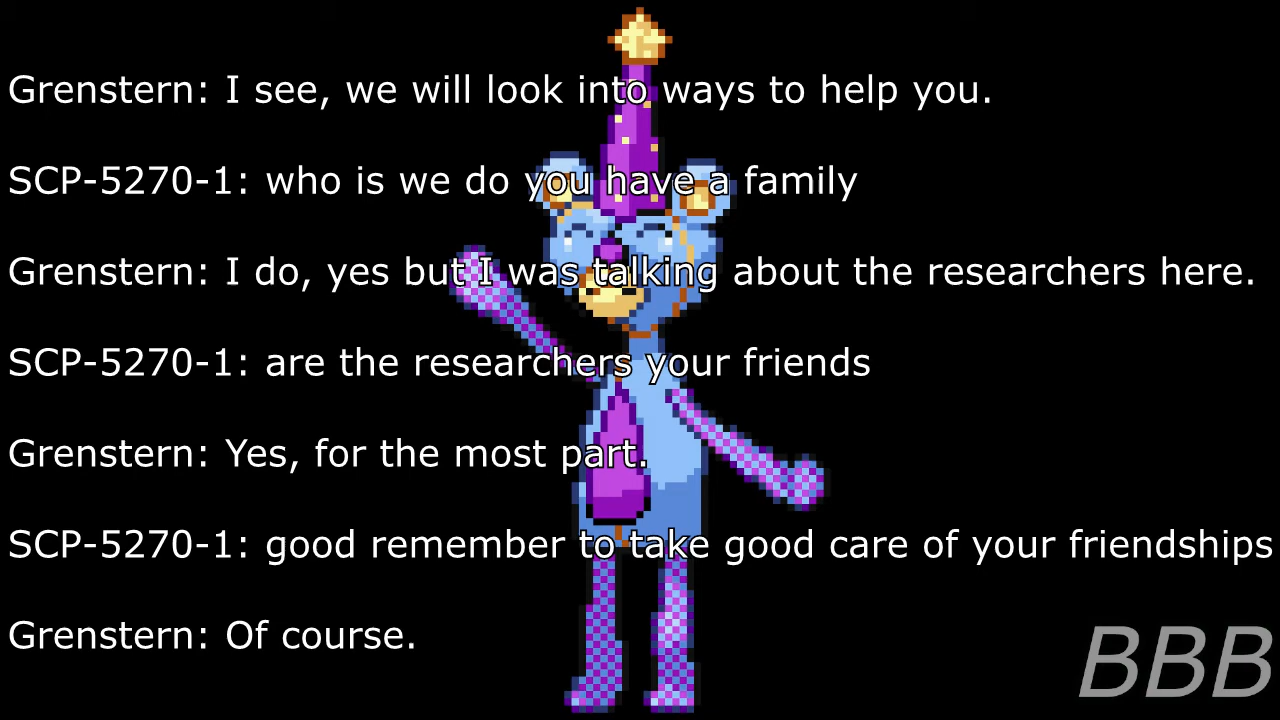 Grenstern: I see, we will look into ways to help you.
SCP-5270-1: who is we do you have a family
Grenstern: I do, yes but I was talking about the researchers here.
SCP-5270-1: are the researchers your friends
Grenstern: Yes, for the most part.
SCP-5270-1: good remember to take good care of your friendships
Grenstern: Of course.
BBB